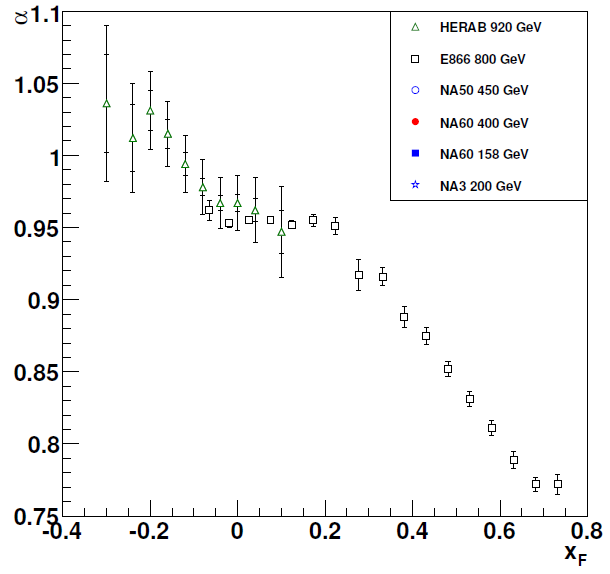 α
1.1
1.05
1
0.95
0.9
0.85
0.8
0.75
HERAB 920 GeV
E866 800 GeV
NA50 450 GeV
NA60 400 GeV
NA60 158 GeV
NA3 200 GeV
-0.4 -0.2 0 0.2 0.4 0.6 0.8
x_F